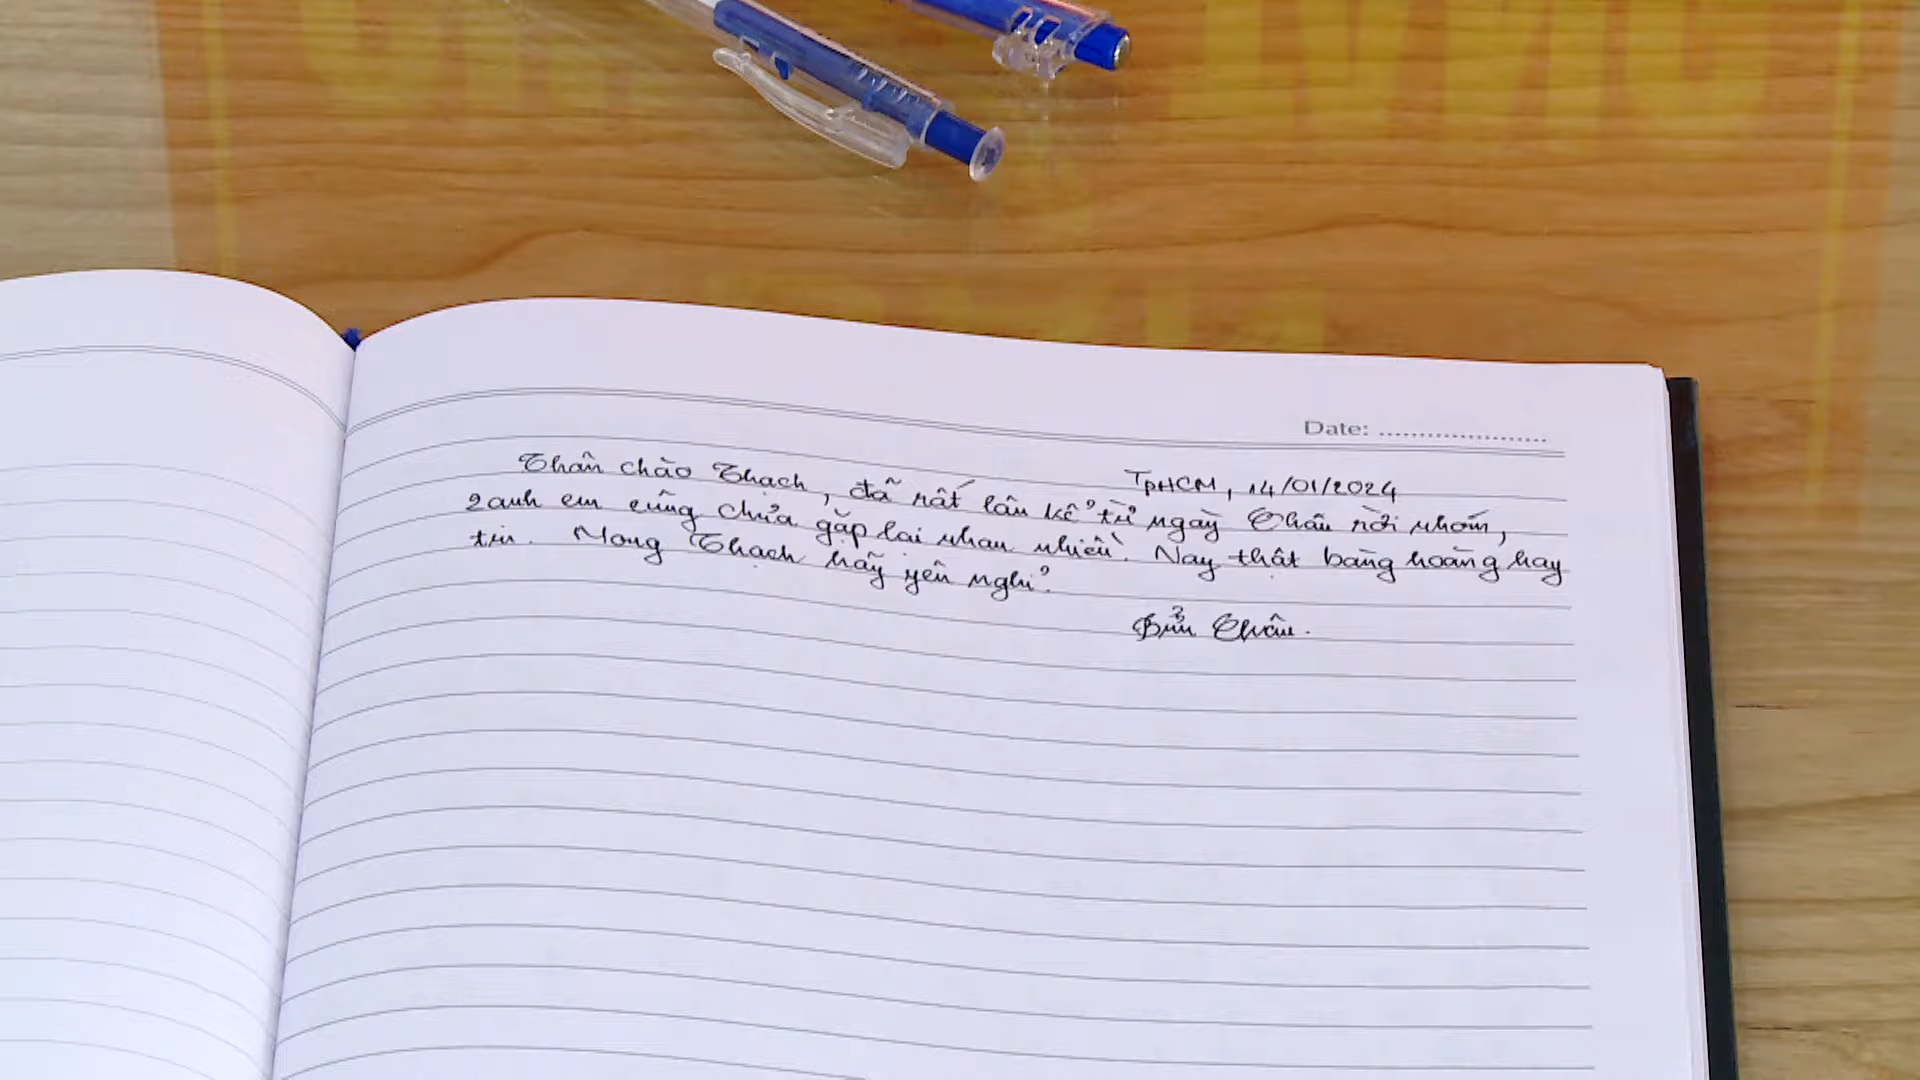 Date: ....................
TPHCM, 14/01/2024
Thân chào Thạch, đã rất lâu kể từ ngày Châu rời nhóm,
2 anh em cũng chưa gặp lại nhau nhiều. Nay thật bàng hoàng hay
tin. Mong Thạch hãy yên nghỉ.
Bửu Châu.